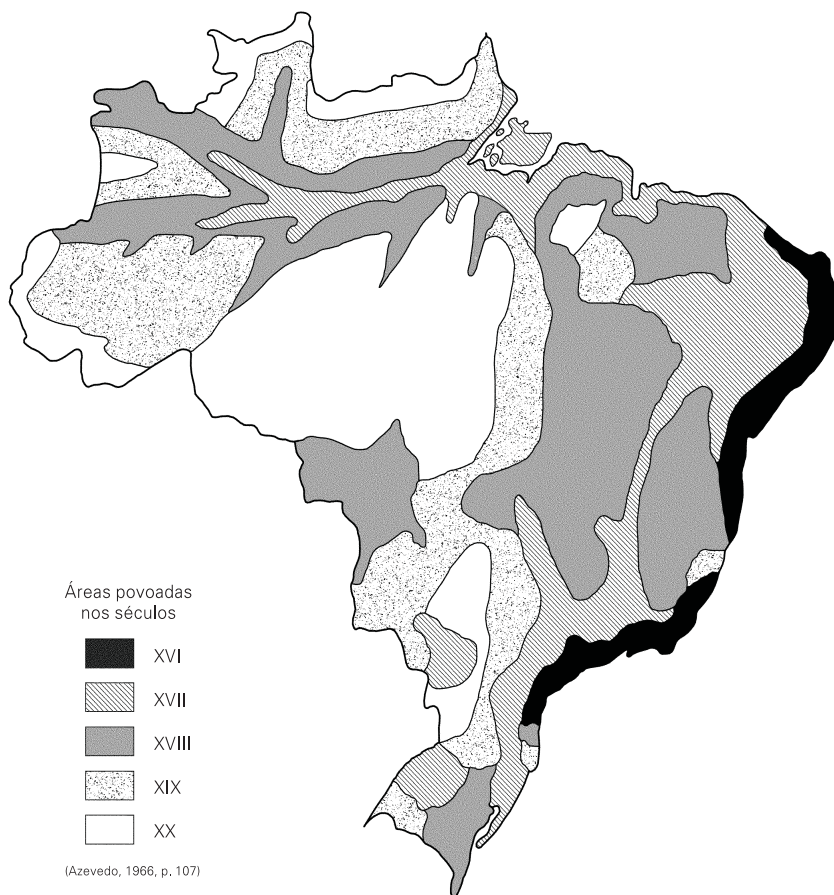 Áreas povoadas
nos séculos
XVI
XVII
XVIII
XIX
XX
(Azevedo, 1966, p. 107)